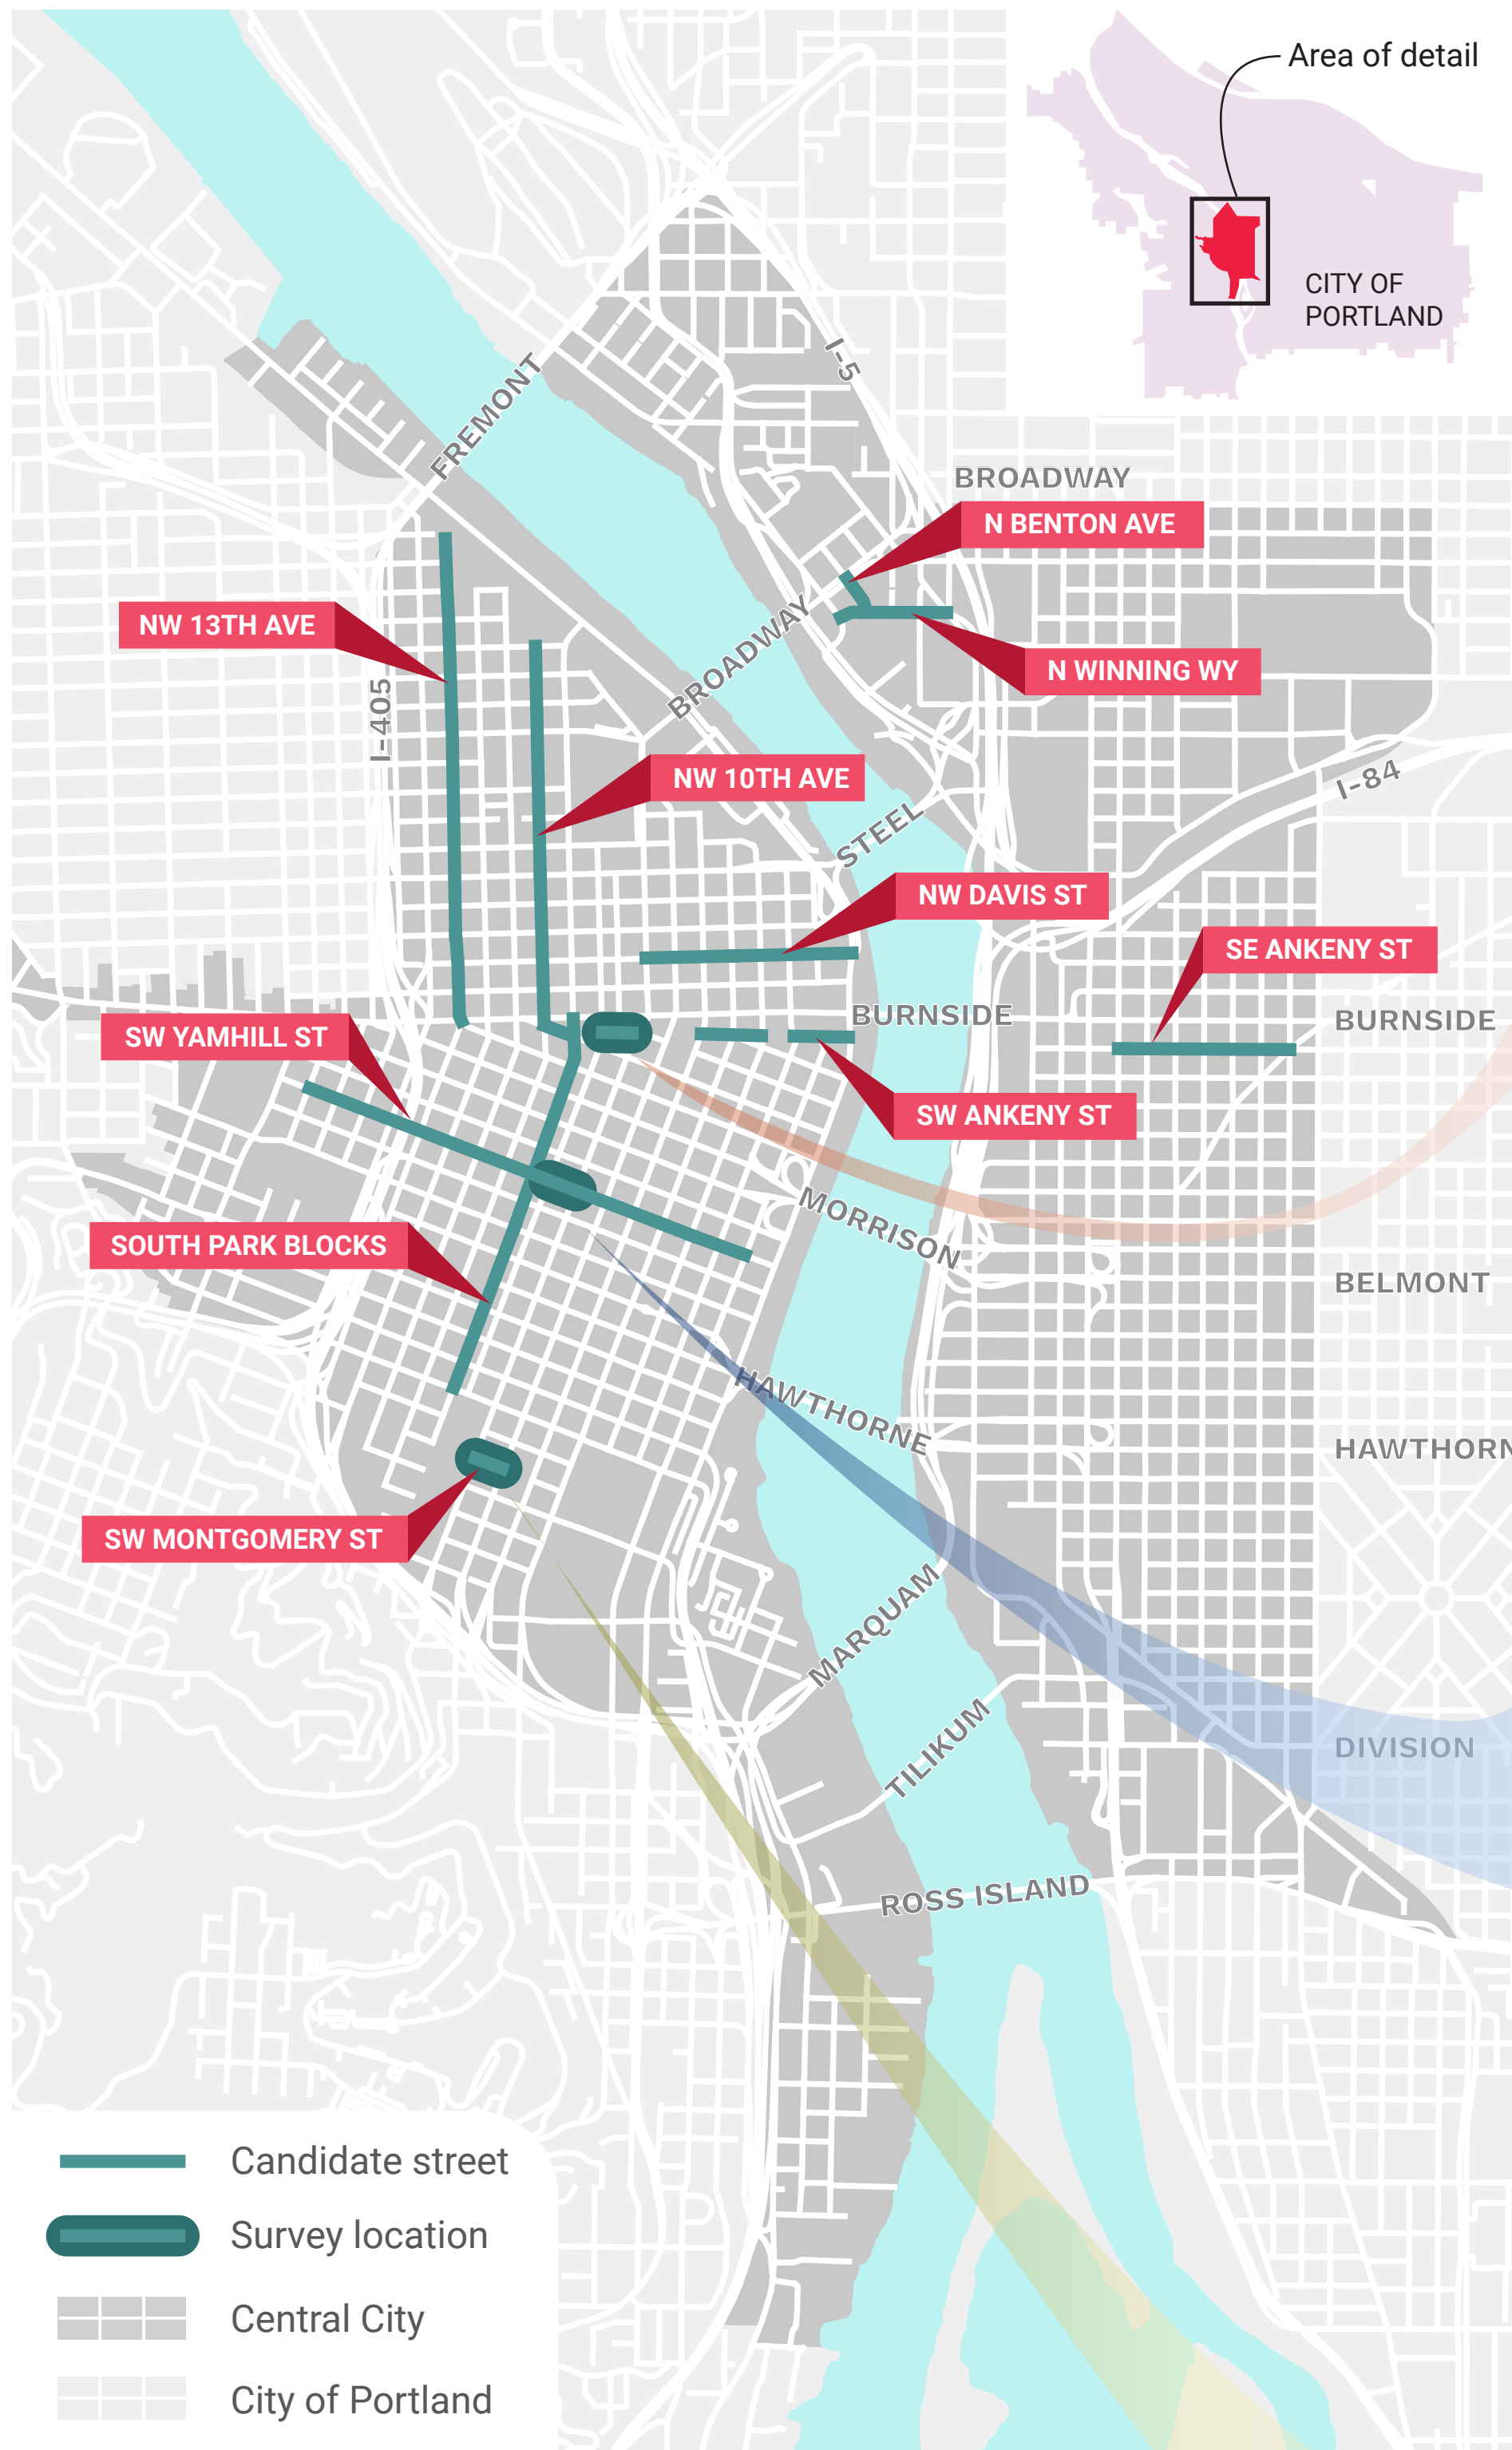 Area of detail
CITY OF
PORTLAND
I-5
FREMONT
BROADWAY
N BENTON AVE
NW 13TH AVE
BROADWAY
N WINNING WY
I-405
NW 10TH AVE
I-84
STEEL
NW DAVIS ST
SE ANKENY ST
BURNSIDE
BURNSIDE
SW YAMHILL ST
SW ANKENY ST
MORRISON
SOUTH PARK BLOCKS
BELMONT
HAWTHORNE
HAWTHORN
SW MONTGOMERY ST
MARQUAM
TILIKUM
DIVISION
ROSS ISLAND
Candidate street
Survey location
Central City
City of Portland